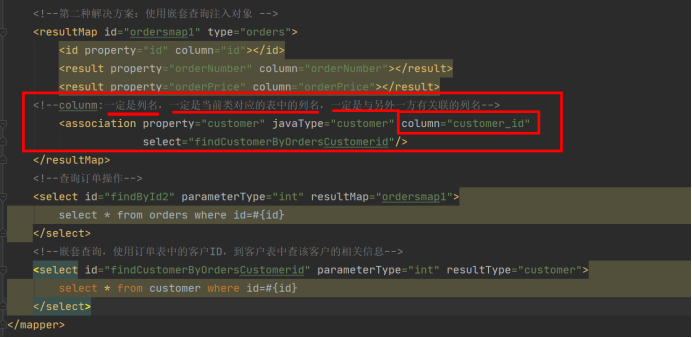 <!--第二种解决方案：使用嵌套查询注入对象 -->
<resultMap id="ordersmap1" type="orders">
<id property="id" column="id"></id>
<result property="orderNumber" column="orderNumber"></result>
<result property="orderPrice" column="orderPrice"></result>
<!--colunm:一定是列名，一定是当前类对应的表中的列名，一定是与另外一方有关联的列名-->
<association property="customer" javaType="customer" column="customer_id"
select="findCustomerByOrdersCustomerid"/>
</resultMap>
<!--查询订单操作-->
<select id="findById2" parameterType="int" resultMap="ordersmap1">
select * from orders where id=#{id}
</select>
<!--嵌套查询，使用订单表中的客户ID，到客户表中查该客户的相关信息-->
<select id="findCustomerByOrdersCustomerid" parameterType="int" resultType="customer">
select * from customer where id=#{id}
</select>
</mapper>